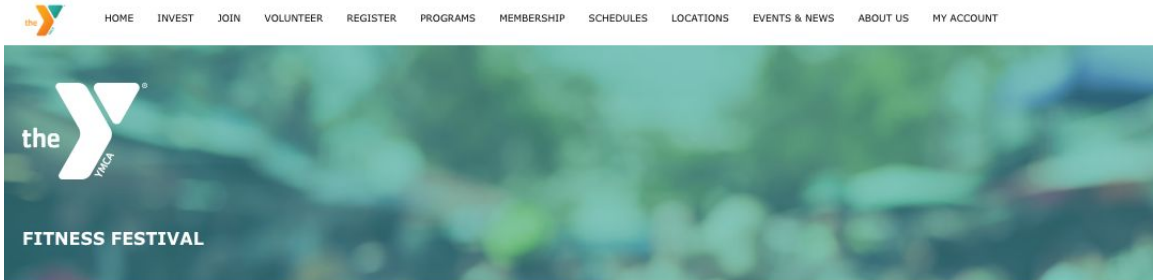 the
HOME INVEST JOIN VOLUNTEER REGISTER PROGRAMS MEMBERSHIP SCHEDULES LOCATIONS EVENTS & NEWS ABOUT US MY ACCOUNT
the Y®
YMCA
FITNESS FESTIVAL